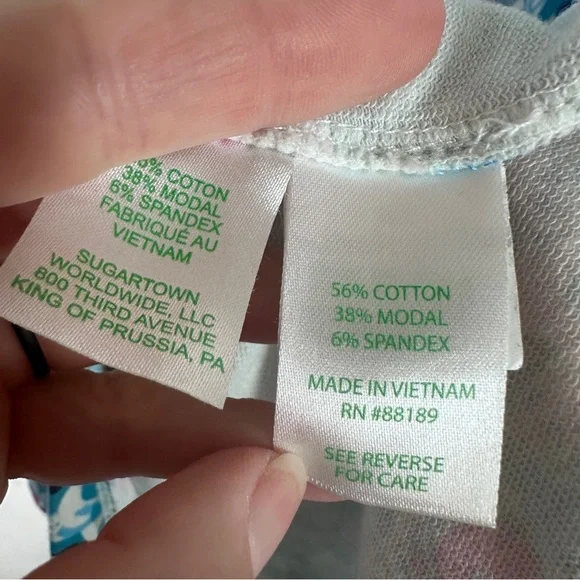 % COTON
38% MODAL
6% SPANDEX
FABRIQUÉ AU
VIETNAM
SUGARTOWN
WORLDWIDE, LLC
800 THIRD AVENUE
KING OF PRUSSIA, PA
56% COTTON
38% MODAL
6% SPANDEX
MADE IN VIETNAM
RN #88189
SEE REVERSE
FOR CARE